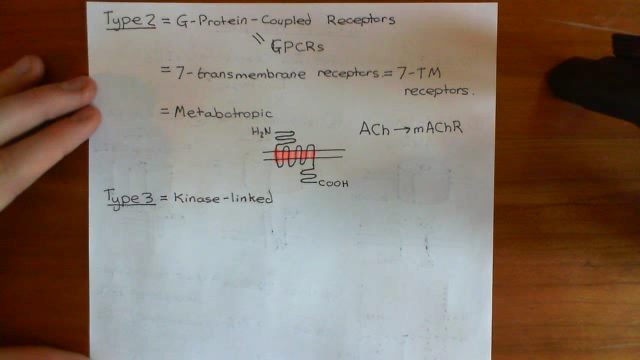 Type 2 = G-Protein-Coupled Receptors
= GPCRs
= 7-transmembrane receptors. = 7-TM
receptors.
= Metabotropic
H₂N
ACh → mAChR
COOH
Type 3 = Kinase-linked